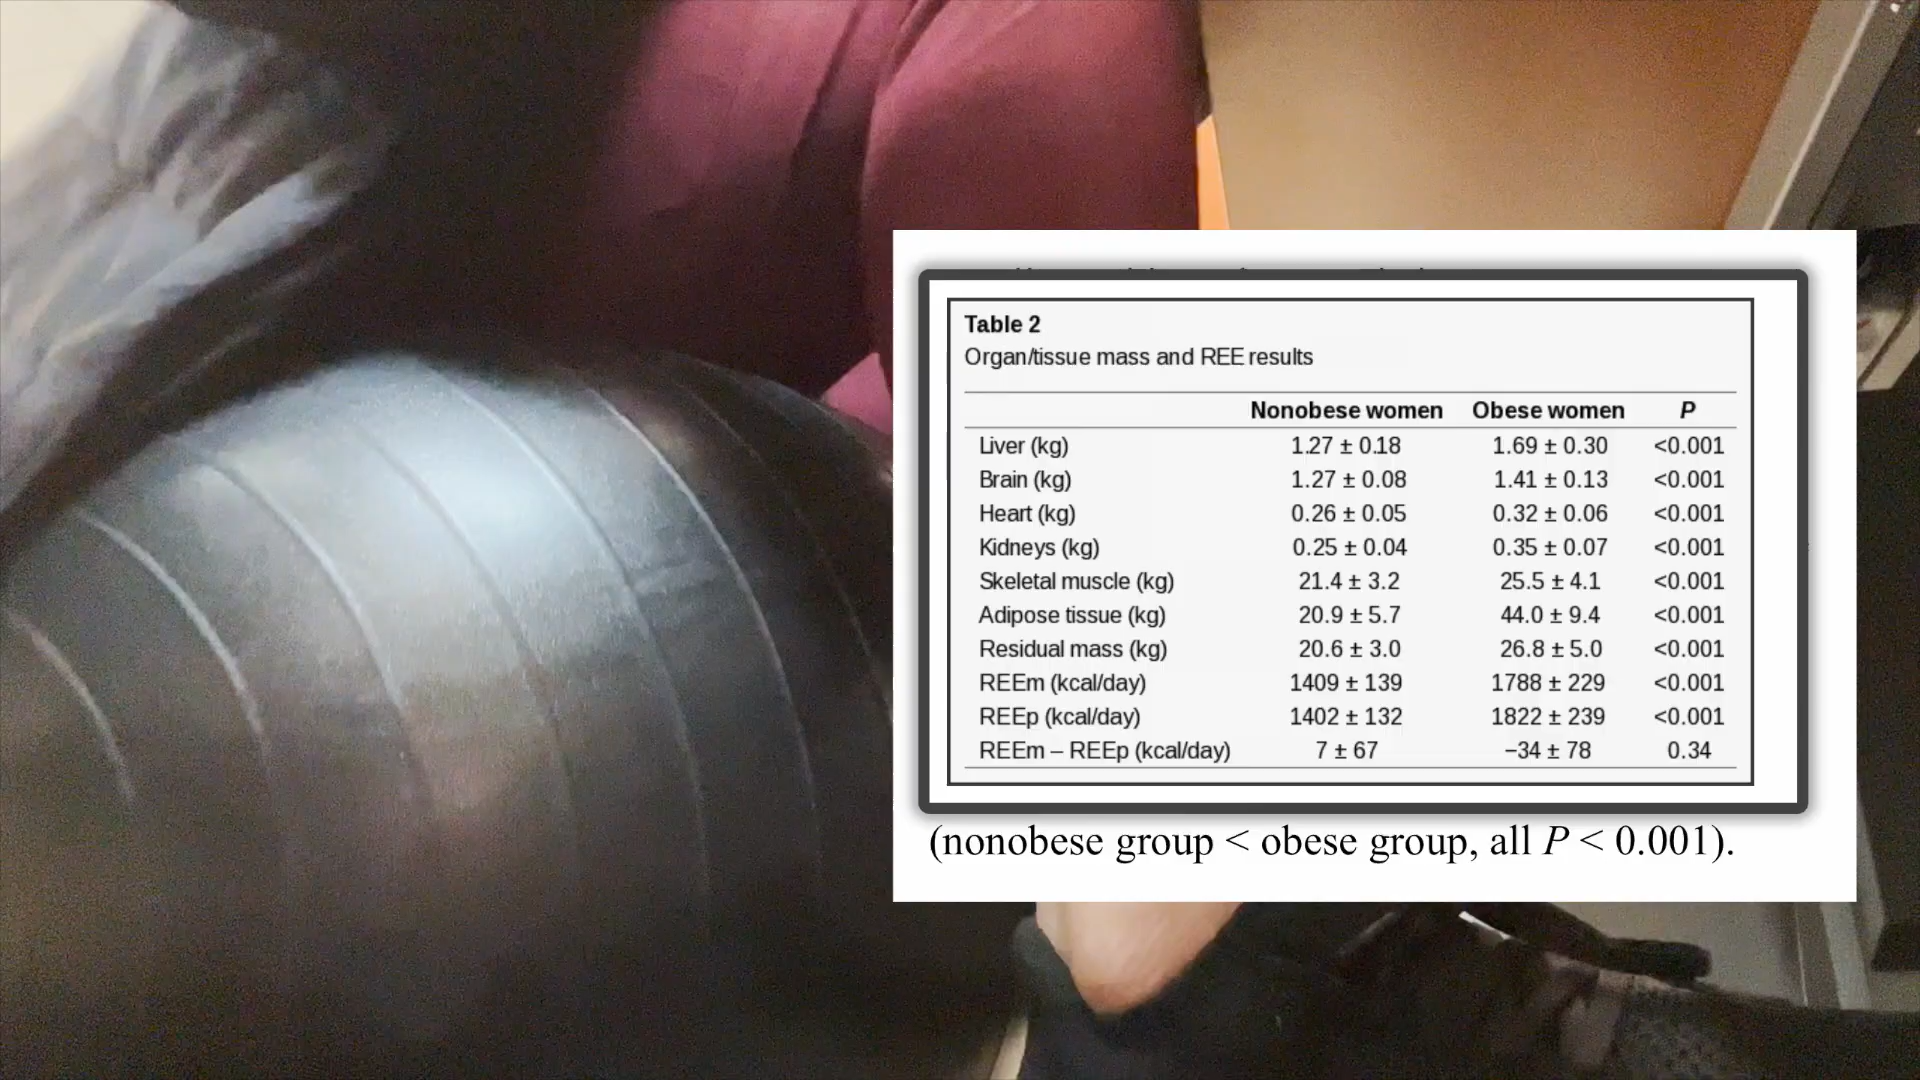 Table 2
Organ/tissue mass and REE results
Nonobese women Obese women P
Liver (kg) 1.27 ± 0.18 1.69 ± 0.30 <0.001
Brain (kg) 1.27 ± 0.08 1.41 ± 0.13 <0.001
Heart (kg) 0.26 ± 0.05 0.32 ± 0.06 <0.001
Kidneys (kg) 0.25 ± 0.04 0.35 ± 0.07 <0.001
Skeletal muscle (kg) 21.4 ± 3.2 25.5 ± 4.1 <0.001
Adipose tissue (kg) 20.9 ± 5.7 44.0 ± 9.4 <0.001
Residual mass (kg) 20.6 ± 3.0 26.8 ± 5.0 <0.001
REEm (kcal/day) 1409 ± 139 1788 ± 229 <0.001
REEp (kcal/day) 1402 ± 132 1822 ± 239 <0.001
REEm – REEp (kcal/day) 7 ± 67 −34 ± 78 0.34
(nonobese group < obese group, all P < 0.001).